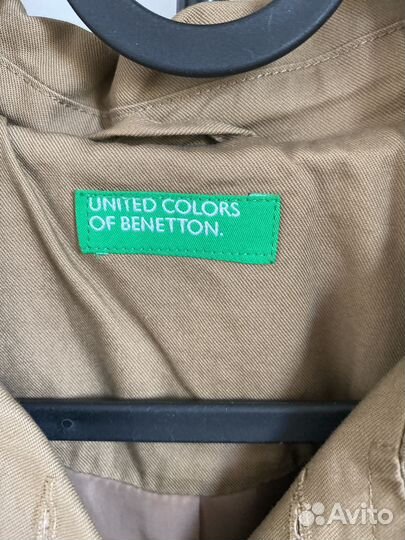 UNITED COLORS
OF BENETTON.
Avito